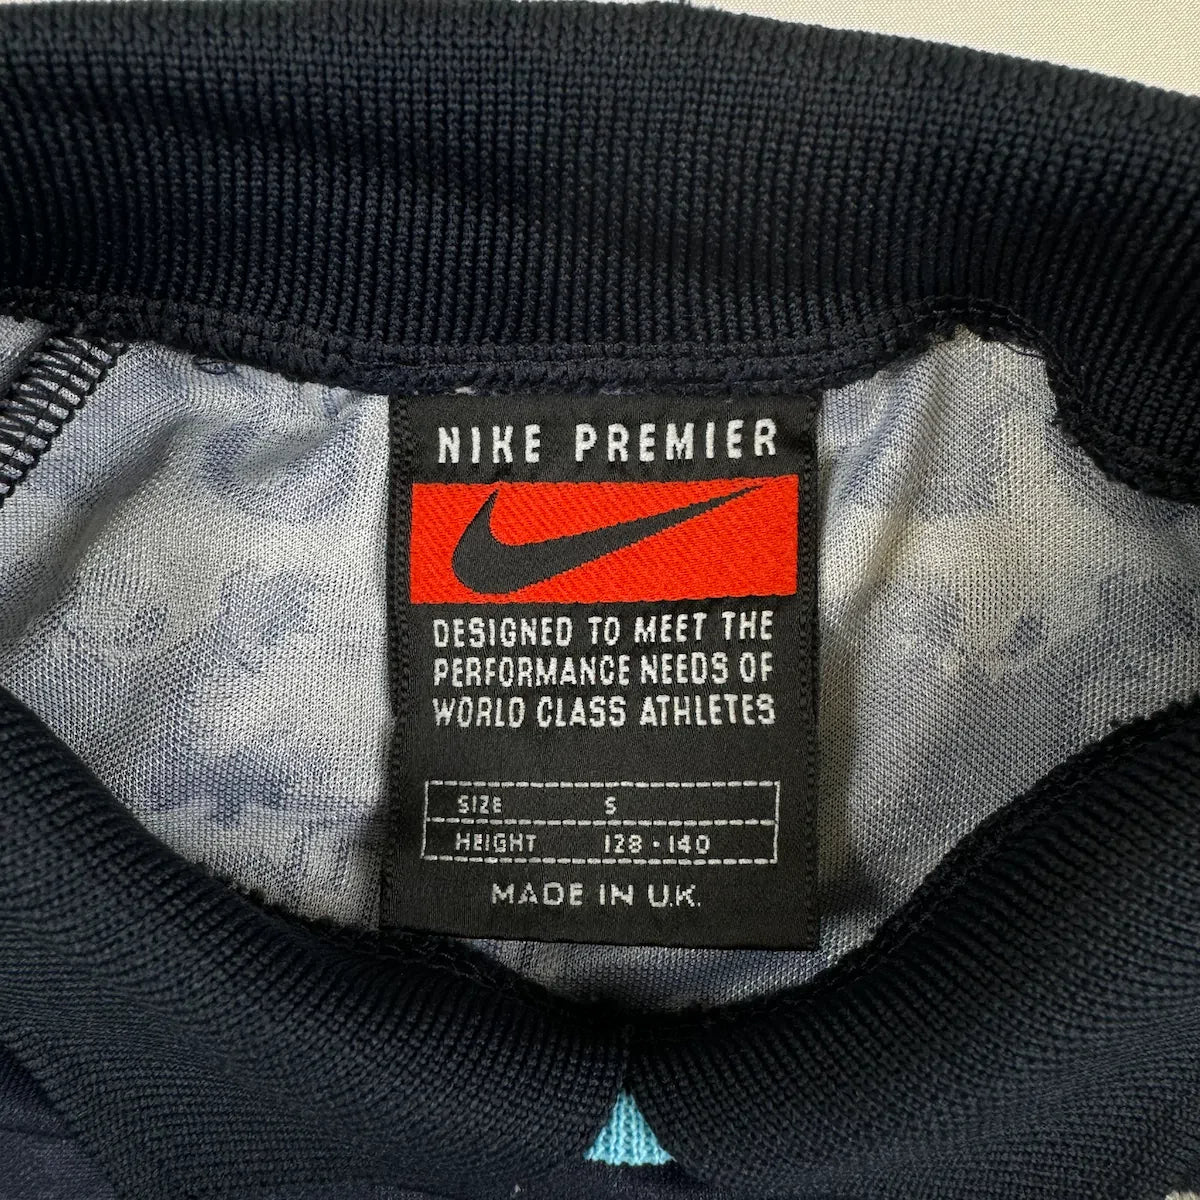 NIKE PREMIER
DESIGNED TO MEET THE
PERFORMANCE NEEDS OF
WORLD CLASS ATHLETES
SIZE S
HEIGHT 128 - 140
MADE IN U.K.